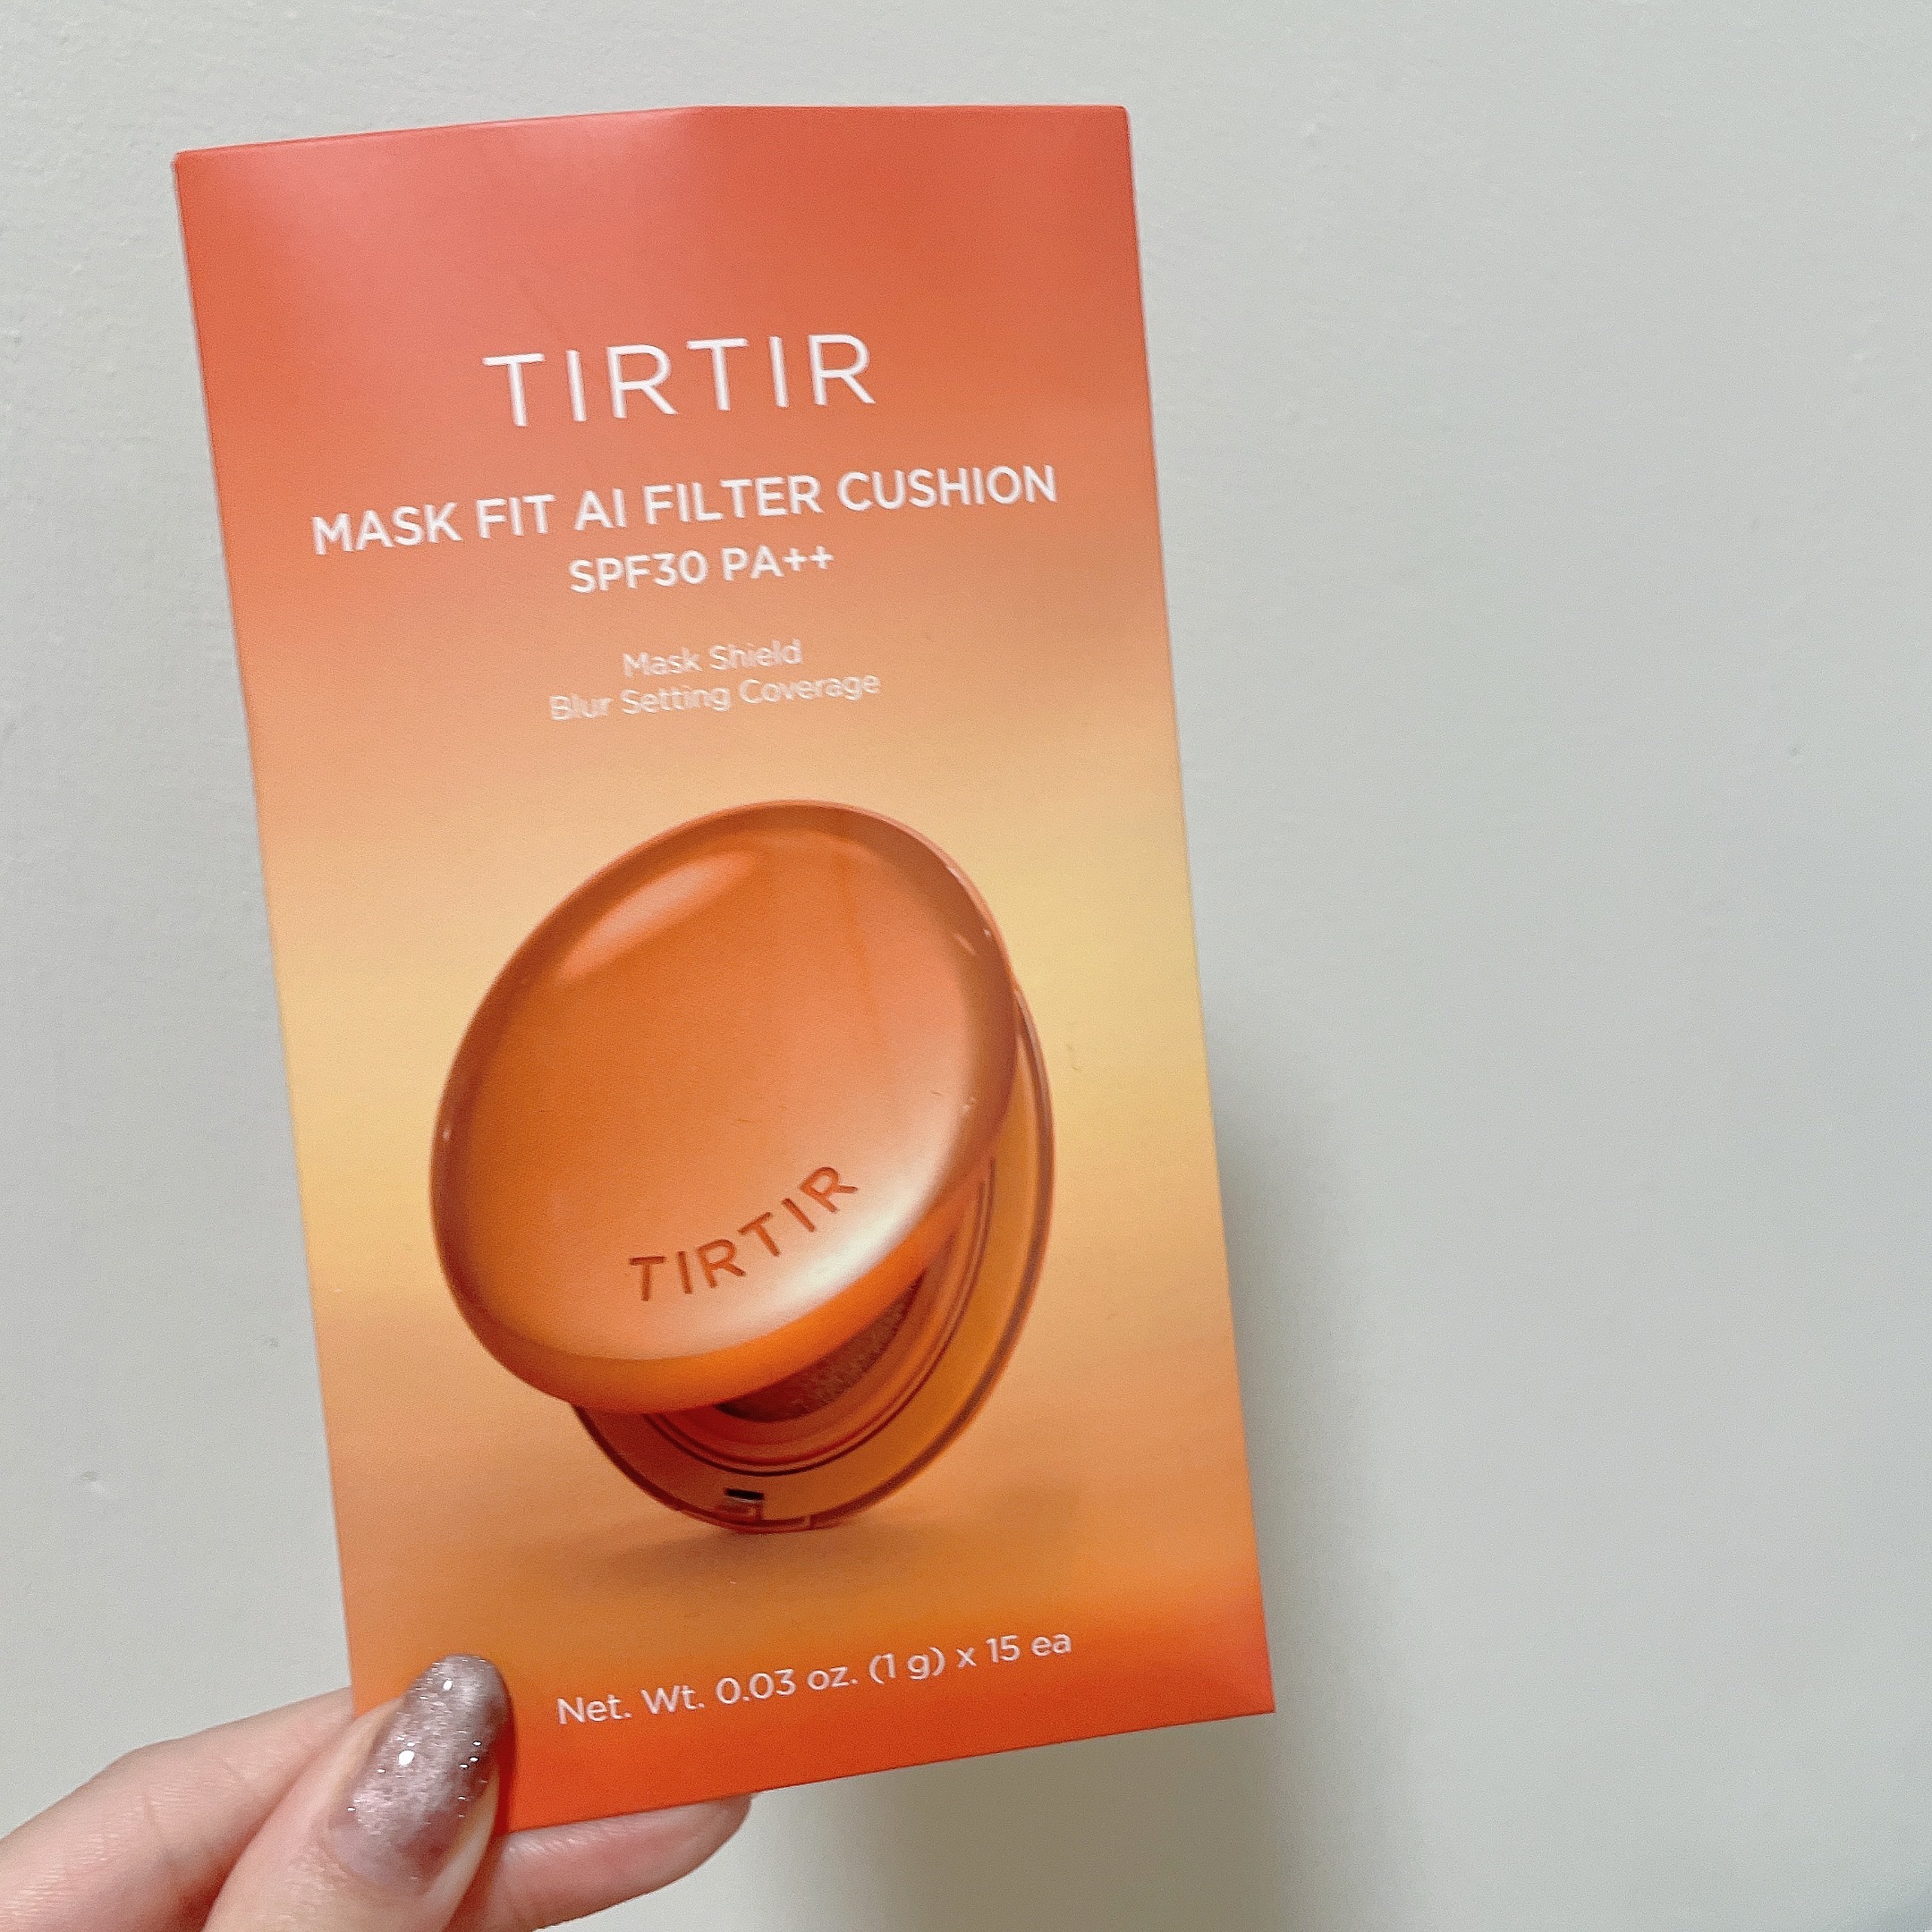 TIRTIR
MASK FIT AI FILTER CUSHION
SPF30 PA++
Mask Shield
Blur Setting Coverage
TIRTIR
Net. Wt. 0.03 oz. (1 g) x 15 ea